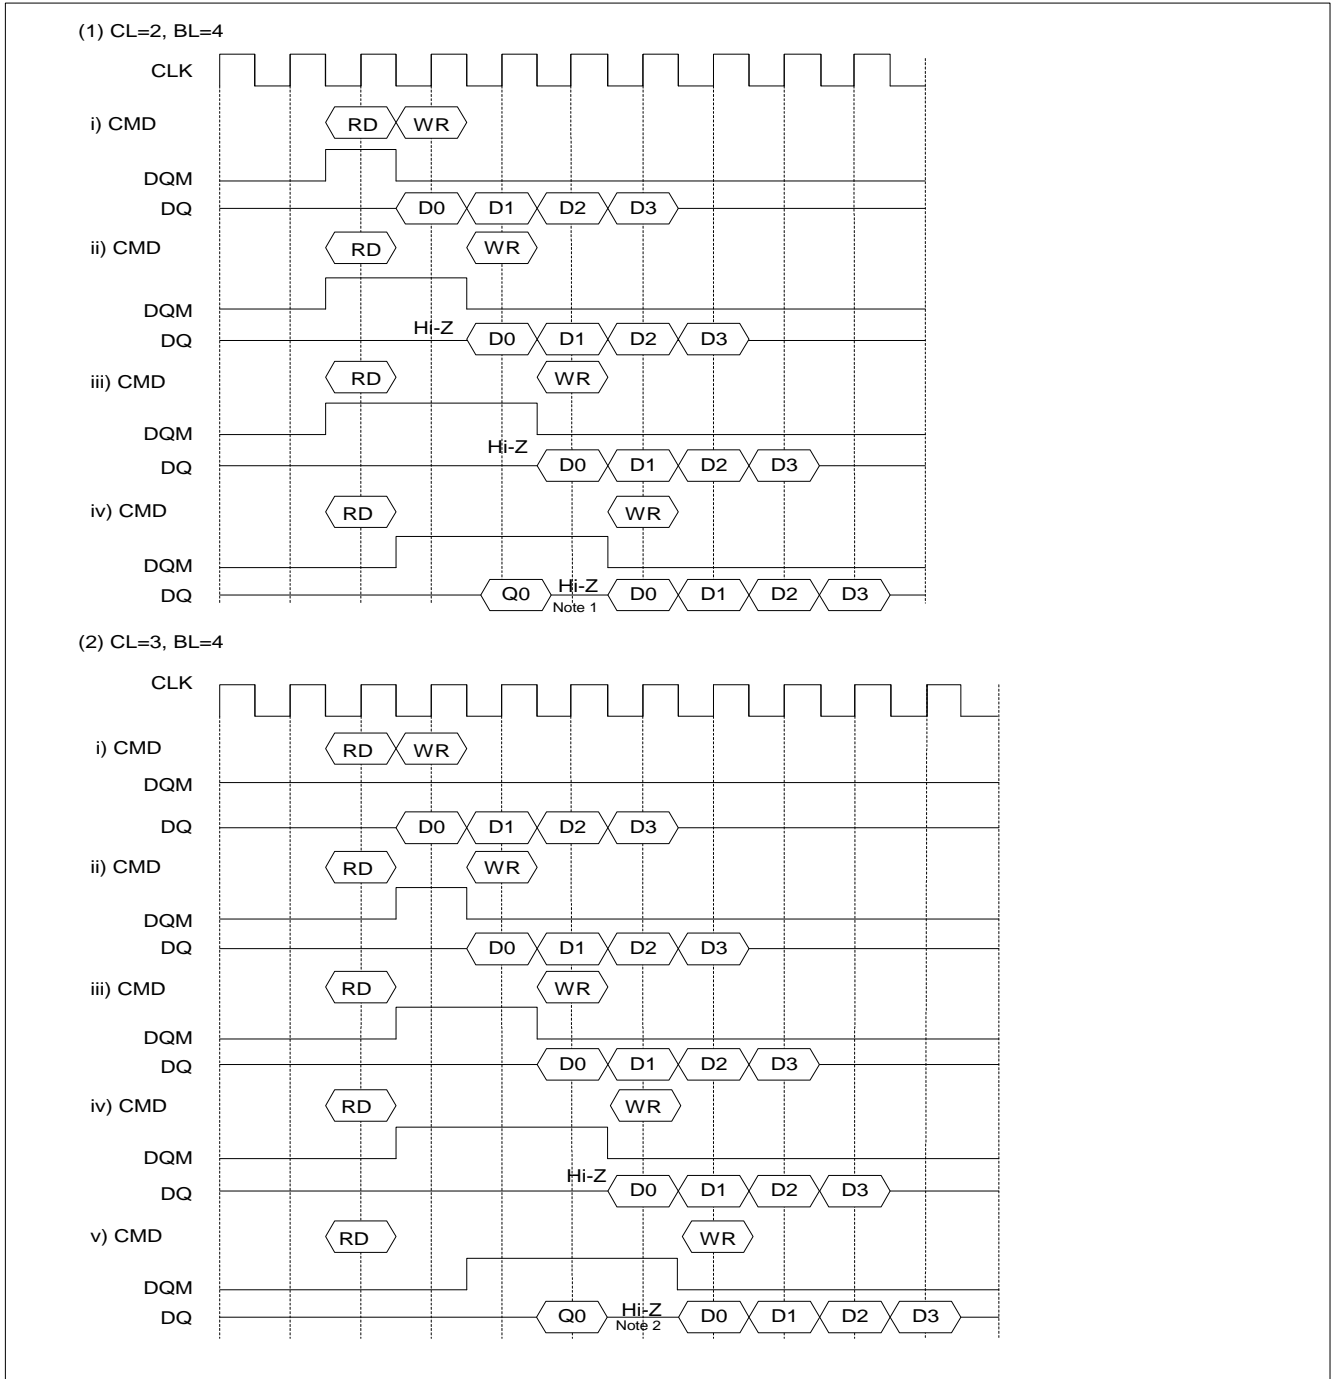 (1) CL=2, BL=4
CLK
i) CMD RD WR
DQM
DQ D0 D1 D2 D3
ii) CMD RD WR
DQM
Hi-Z
DQ D0 D1 D2 D3
iii) CMD RD WR
DQM
Hi-Z
DQ D0 D1 D2 D3
iv) CMD RD WR
DQM
DQ Q0 Hi-Z D0 D1 D2 D3
Note 1
(2) CL=3, BL=4
CLK
i) CMD RD WR
DQM
DQ D0 D1 D2 D3
ii) CMD RD WR
DQM
DQ D0 D1 D2 D3
iii) CMD RD WR
DQM
DQ D0 D1 D2 D3
iv) CMD RD WR
DQM
Hi-Z
DQ D0 D1 D2 D3
v) CMD RD WR
DQM
DQ Q0 Hi-Z D0 D1 D2 D3
Note 2